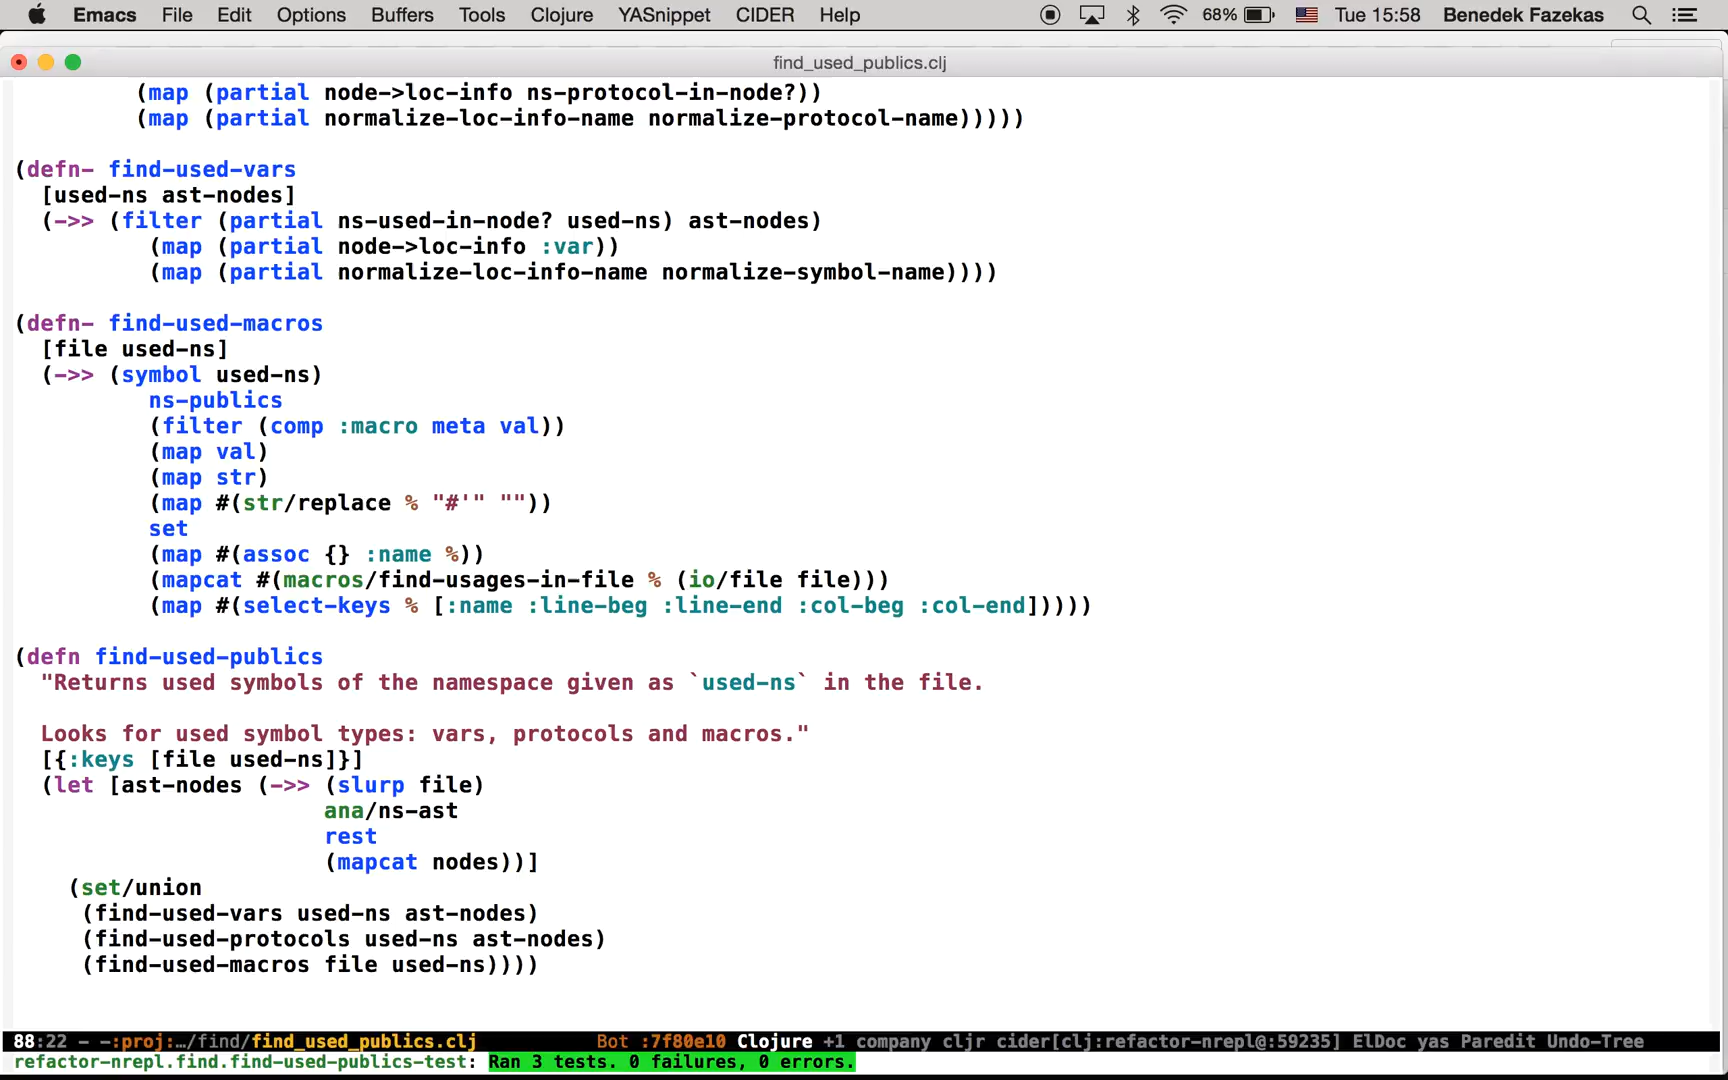 Emacs File Edit Options Buffers Tools Clojure YASnippet CIDER Help 68% Tue 15:58 Benedek Fazekas
find_used_publics.clj
(map (partial node->loc-info ns-protocol-in-node?))
(map (partial normalize-loc-info-name normalize-protocol-name)))))
(defn- find-used-vars
[used-ns ast-nodes]
(->> (filter (partial ns-used-in-node? used-ns) ast-nodes)
(map (partial node->loc-info :var))
(map (partial normalize-loc-info-name normalize-symbol-name))))
(defn- find-used-macros
[file used-ns]
(->> (symbol used-ns)
ns-publics
(filter (comp :macro meta val))
(map val)
(map str)
(map #(str/replace % "#'" ""))
set
(map #(assoc {} :name %))
(mapcat #(macros/find-usages-in-file % (io/file file)))
(map #(select-keys % [:name :line-beg :line-end :col-beg :col-end]))))
(defn find-used-publics
"Returns used symbols of the namespace given as `used-ns` in the file.
Looks for used symbol types: vars, protocols and macros."
[{:keys [file used-ns]}]
(let [ast-nodes (->> (slurp file)
ana/ns-ast
rest
(mapcat nodes))]
(set/union
(find-used-vars used-ns ast-nodes)
(find-used-protocols used-ns ast-nodes)
(find-used-macros file used-ns))))
88:22 - -:proj:…/find/find_used_publics.clj Bot :7f80e10 Clojure +1 company cljr cider[clj:refactor-nrepl@:59235] ElDoc yas Paredit Undo-Tree
refactor-nrepl.find.find-used-publics-test: Ran 3 tests. 0 failures, 0 errors.